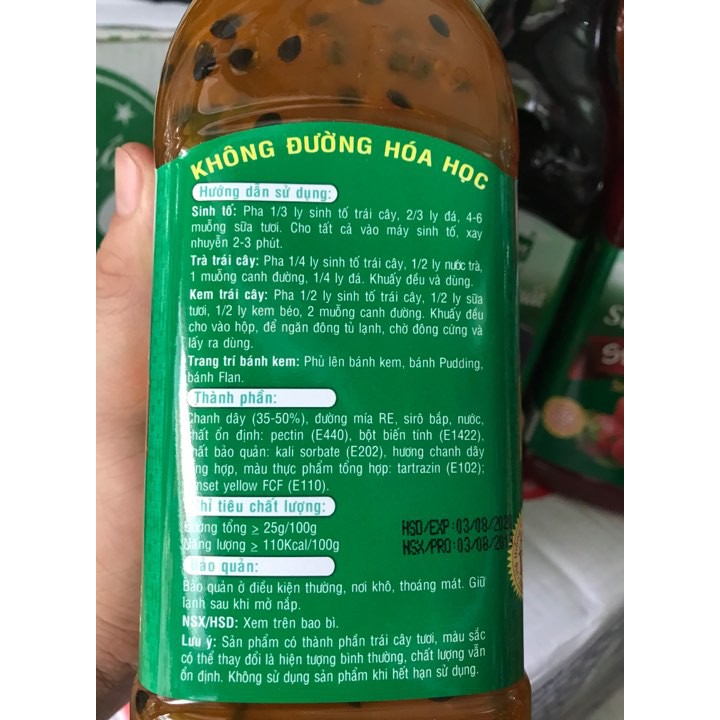 KHÔNG ĐƯỜNG HÓA HỌC
Hướng dẫn sử dụng:
Sinh tố: Pha 1/3 ly sinh tố trái cây, 2/3 ly đá, 4-6
muỗng sữa tươi. Cho tất cả vào máy sinh tố, xay
nhuyễn 2-3 phút.
Trà trái cây: Pha 1/4 ly sinh tố trái cây, 1/2 ly nước trà,
1 muỗng canh đường, 1/4 ly đá. Khuấy đều và dùng.
Kem trái cây: Pha 1/2 ly sinh tố trái cây, 1/2 ly sữa
tươi, 1/2 ly kem béo, 2 muỗng canh đường. Khuấy đều
cho vào hộp, để ngăn đông tủ lạnh, chờ đông cứng và
lấy ra dùng.
Trang trí bánh kem: Phủ lên bánh kem, bánh Pudding,
bánh Flan.
Thành phần:
Chanh dây (35-50%), đường mía RE, sirô bắp, nước,
chất ổn định: pectin (E440), bột biến tính (E1422),
chất bảo quản: kali sorbate (E202), hương chanh dây
hợp, màu thực phẩm tổng hợp: tartrazin (E102);
sunset yellow FCF (E110).
Chỉ tiêu chất lượng:
Đường tổng ≥ 25g/100g
Năng lượng ≥ 110Kcal/100g
HSD/EXP:03/08/202
NSX/PRO:03/08/201
Bảo quản:
Bảo quản ở điều kiện thường, nơi khô, thoáng mát. Giữ
lạnh sau khi mở nắp.
NSX/HSD: Xem trên bao bì.
Lưu ý: Sản phẩm có thành phần trái cây tươi, màu sắc
có thể thay đổi là hiện tượng bình thường, chất lượng vẫn
ổn định. Không sử dụng sản phẩm khi hết hạn sử dụng.